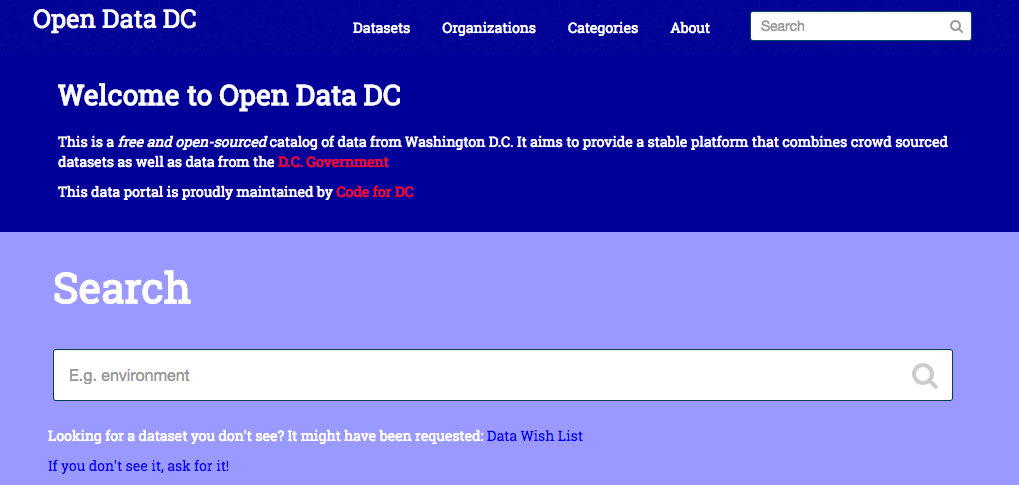 Open Data DC
Datasets Organizations Categories About Search
Welcome to Open Data DC
This is a free and open-sourced catalog of data from Washington D.C. It aims to provide a stable platform that combines crowd sourced
datasets as well as data from the D.C. Government
This data portal is proudly maintained by Code for DC
Search
E.g. environment
Looking for a dataset you don't see? It might have been requested: Data Wish List
If you don't see it, ask for it!